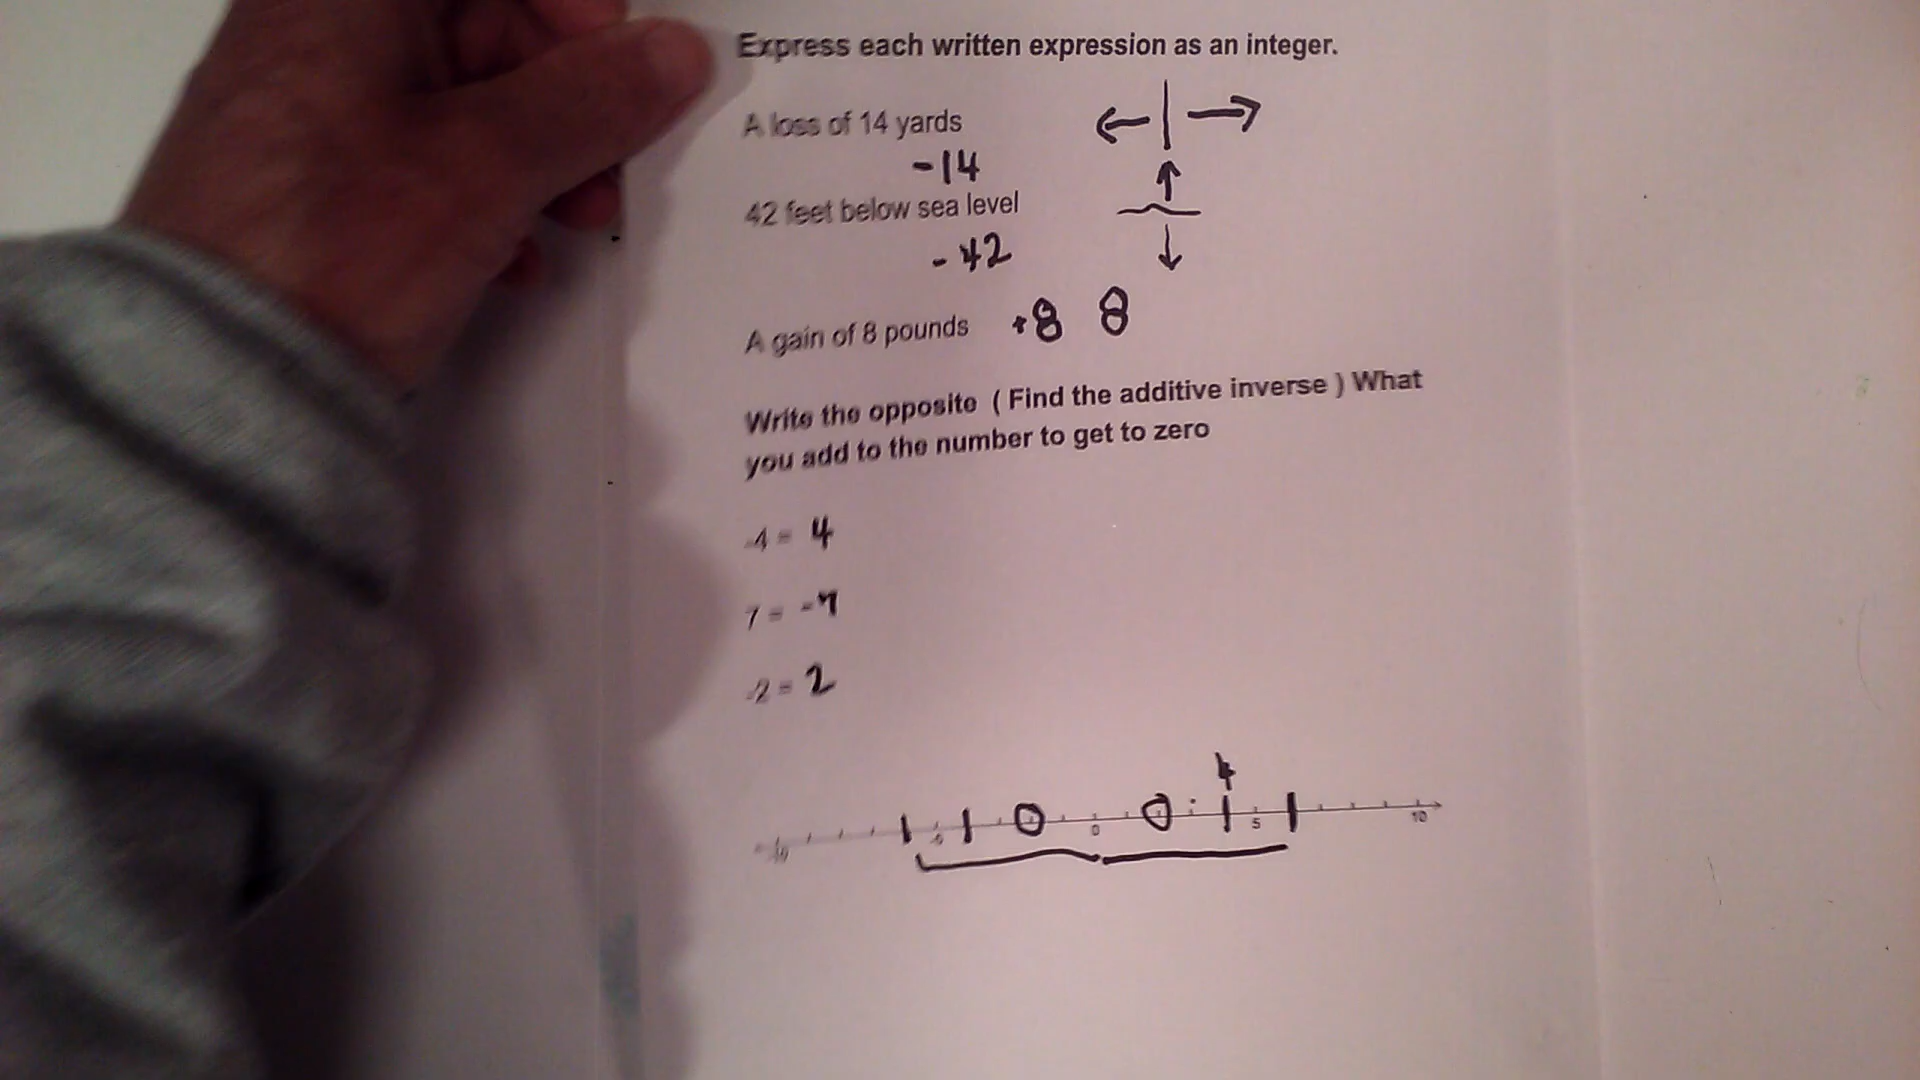 Express each written expression as an integer.
A loss of 14 yards
-14
42 feet below sea level
- 42
A gain of 8 pounds +8 8
Write the opposite ( Find the additive inverse ) What
you add to the number to get to zero
-4 = 4
7 = -7
-2 = 2
4
-10 -5 0 5 10